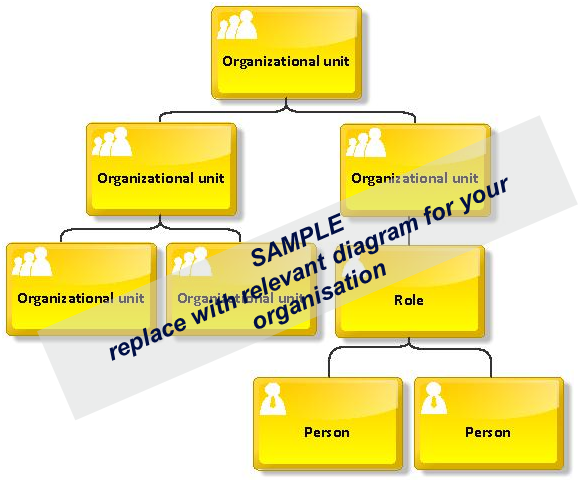 Organizational unit
Organizational unit
Organizational unit
Organizational unit
Organizational unit
SAMPLE
replace with relevant diagram for your
organisation
Role
Person
Person